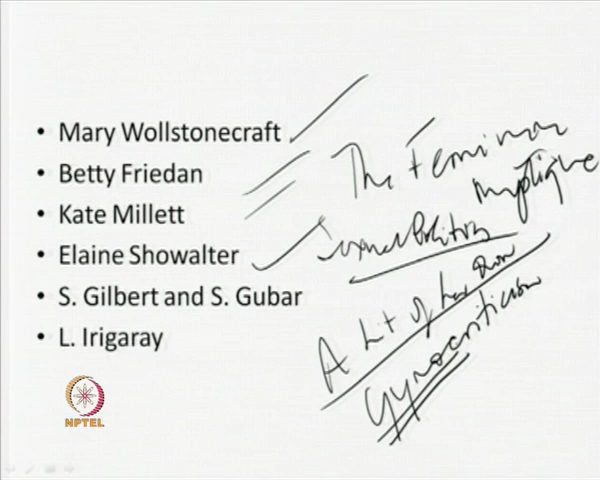 • Mary Wollstonecraft
• Betty Friedan
• Kate Millett
• Elaine Showalter
• S. Gilbert and S. Gubar
• L. Irigaray
The Feminine
Mystique
Sexual Politics
A Lit of her Own
Gynocriticism
NPTEL